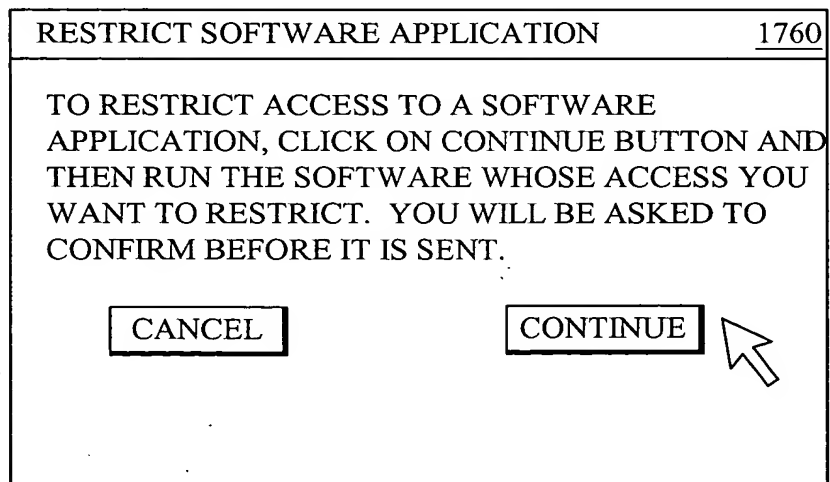 RESTRICT SOFTWARE APPLICATION 1760
TO RESTRICT ACCESS TO A SOFTWARE
APPLICATION, CLICK ON CONTINUE BUTTON AND
THEN RUN THE SOFTWARE WHOSE ACCESS YOU
WANT TO RESTRICT. YOU WILL BE ASKED TO
CONFIRM BEFORE IT IS SENT.
CANCEL CONTINUE